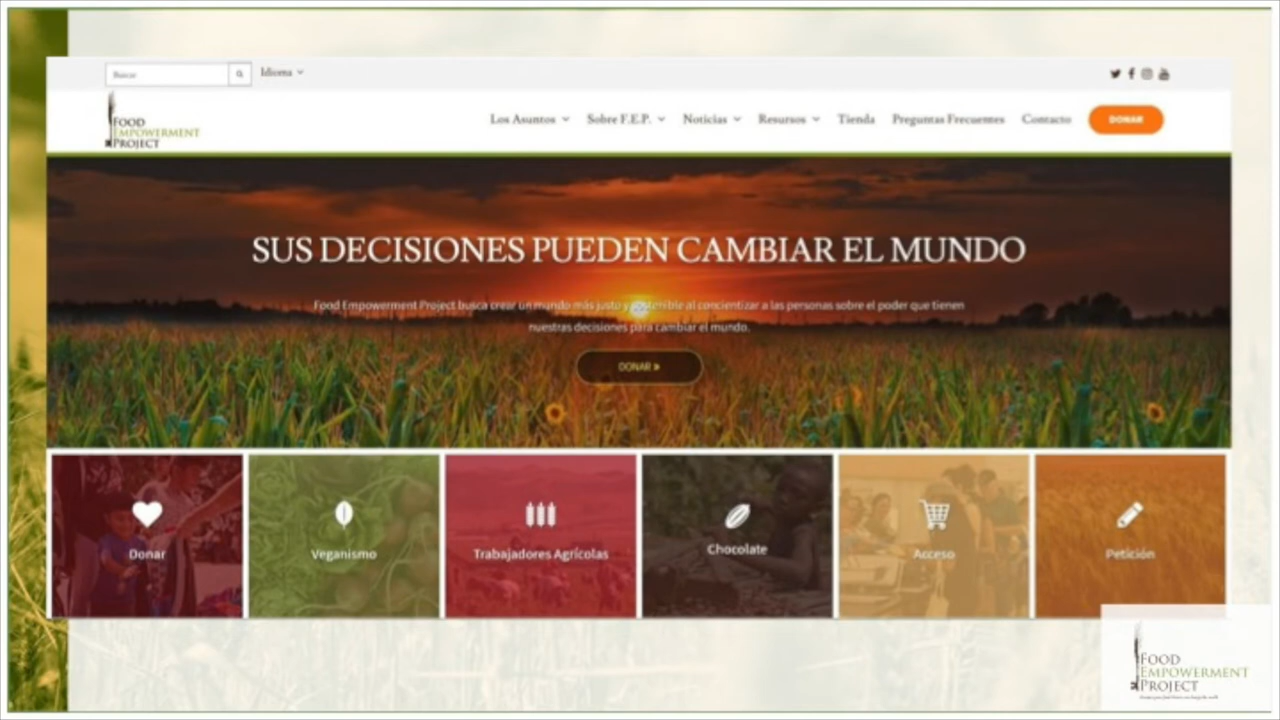 Buscar
Idioma
FOOD
EMPOWERMENT
PROJECT
Los Asuntos Sobre F.E.P. Noticias Resursos Tienda Preguntas Frecuentes Contacto DONAR
SUS DECISIONES PUEDEN CAMBIAR EL MUNDO
Food Empowerment Project busca crear un mundo más justo y sostenible al concientizar a las personas sobre el poder que tienen
nuestras decisiones para cambiar el mundo.
DONAR »
Donar
Veganismo
Trabajadores Agrícolas
Chocolate
Acceso
Petición
FOOD
EMPOWERMENT
PROJECT